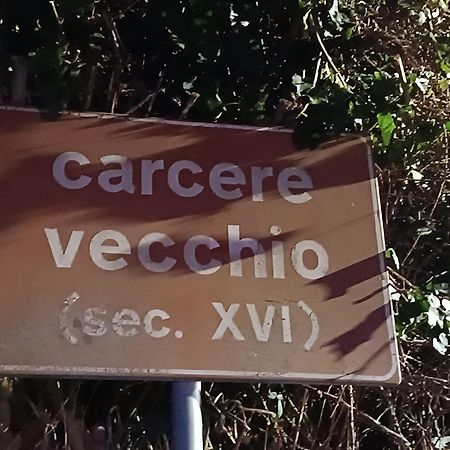 carcere
vecchio
(sec. XVI)